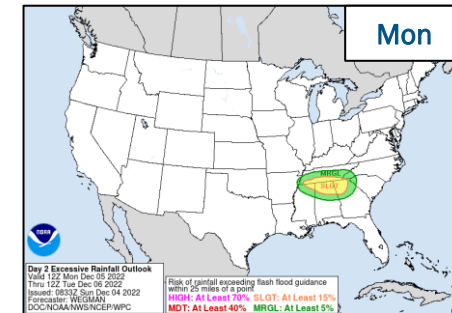 Mon
MRGL
SLGT
NOAA
Day 2 Excessive Rainfall Outlook
Valid 12Z Mon Dec 05 2022
Thru 12Z Tue Dec 06 2022
Issued: 0833Z Sun Dec 04 2022
Forecaster: WEGMAN
DOC/NOAA/NWS/NCEP/WPC
Risk of rainfall exceeding flash flood guidance
within 25 miles of a point
HIGH: At Least 70% SLGT: At Least 15%
MDT: At Least 40% MRGL: At Least 5%